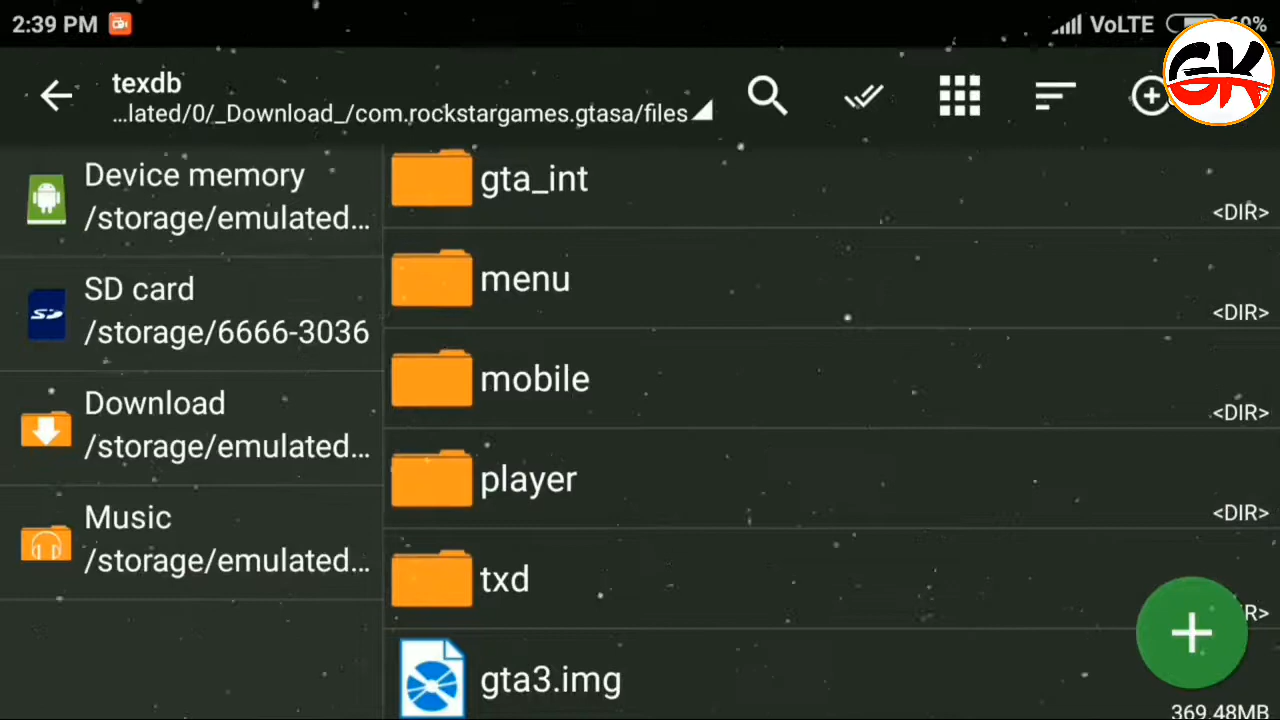 2:39 PM
VoLTE
texdb
...lated/0/_Download_/com.rockstargames.gtasa/files
GK
Device memory
/storage/emulated...
SD card
/storage/6666-3036
Download
/storage/emulated...
Music
/storage/emulated...
gta_int
<DIR>
menu
<DIR>
mobile
<DIR>
player
<DIR>
txd
R>
gta3.img
369.48MB